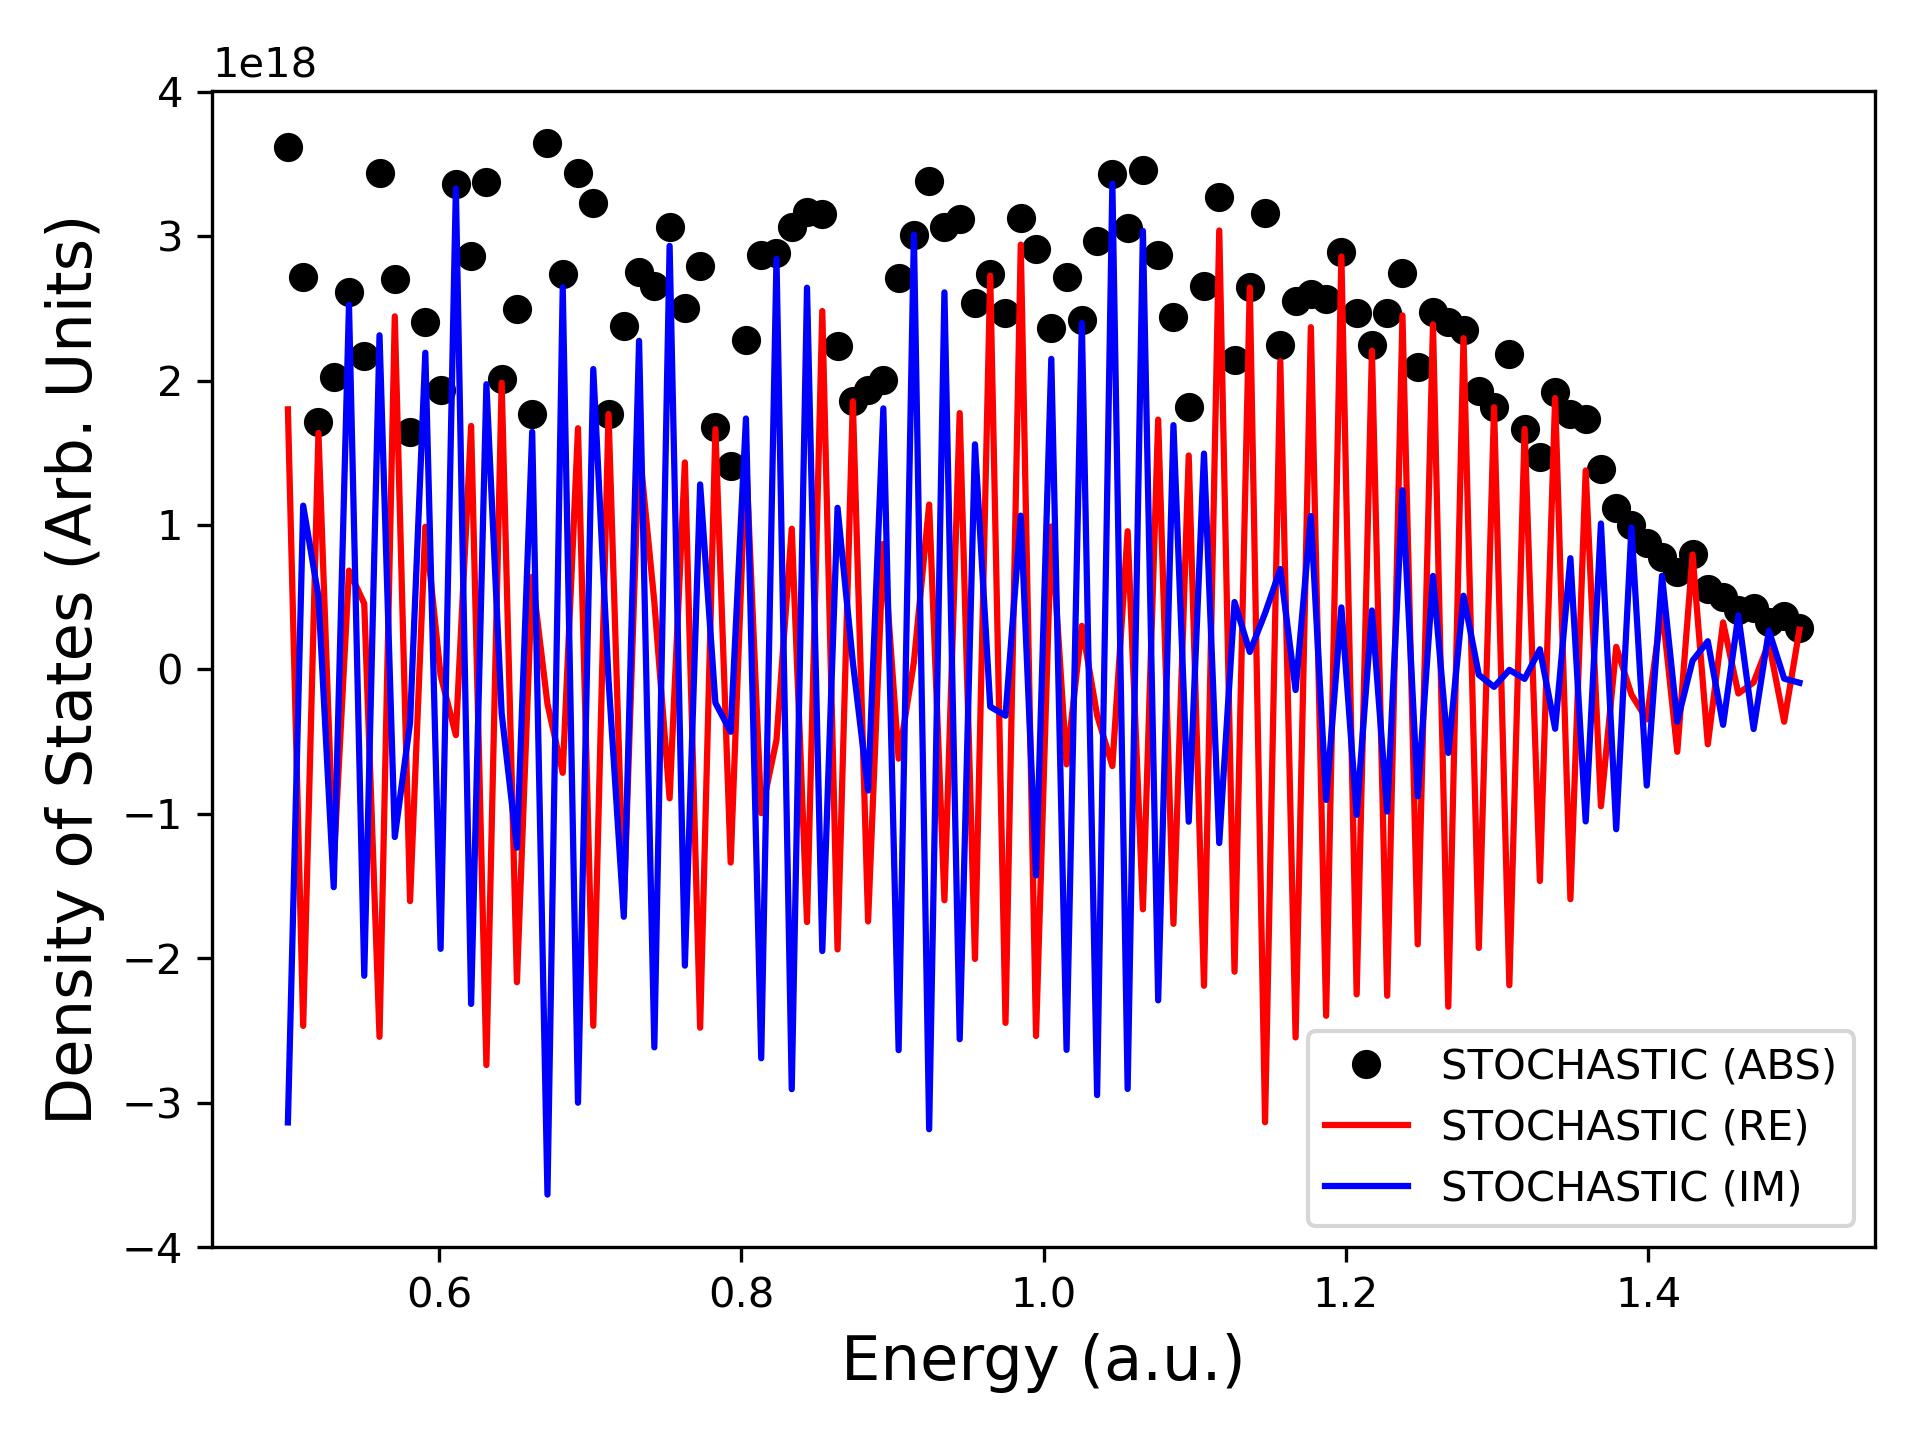 1e18
4
3
2
1
0
−1
−2
−3
−4
Density of States (Arb. Units)
STOCHASTIC (ABS)
STOCHASTIC (RE)
STOCHASTIC (IM)
0.6 0.8 1.0 1.2 1.4
Energy (a.u.)